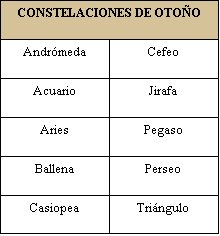 CONSTELACIONES DE OTOÑO
Andrómeda Cefeo
Acuario Jirafa
Aries Pegaso
Ballena Perseo
Casiopea Triángulo